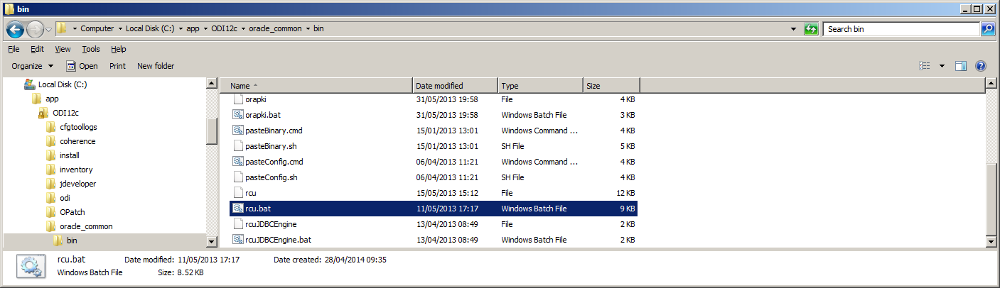 bin
Computer Local Disk (C:) app ODI12c oracle_common bin
Search bin
File Edit View Tools Help
Organize Open Print New folder
Local Disk (C:)
app
ODI12c
cfgtoollogs
coherence
install
inventory
jdeveloper
odi
OPatch
oracle_common
bin
Name Date modified Type Size
orapki 31/05/2013 19:58 File 4 KB
orapki.bat 31/05/2013 19:58 Windows Batch File 3 KB
pasteBinary.cmd 15/01/2013 13:01 Windows Command ... 4 KB
pasteBinary.sh 15/01/2013 13:01 SH File 5 KB
pasteConfig.cmd 06/04/2013 11:21 Windows Command ... 4 KB
pasteConfig.sh 06/04/2013 11:21 SH File 4 KB
rcu 15/05/2013 15:12 File 12 KB
rcu.bat 11/05/2013 17:17 Windows Batch File 9 KB
rcuJDBCEngine 13/04/2013 08:49 File 2 KB
rcuJDBCEngine.bat 13/04/2013 08:49 Windows Batch File 2 KB
rcu.bat Date modified: 11/05/2013 17:17 Date created: 28/04/2014 09:35
Windows Batch File Size: 8.52 KB